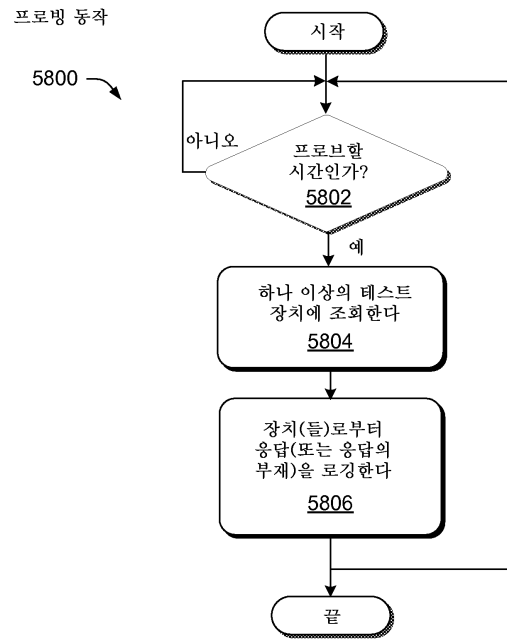 프로빙 동작
5800
시작
아니오
프로브할
시간인가?
5802
예
하나 이상의 테스트
장치에 조회한다
5804
장치(들)로부터
응답(또는 응답의
부재)을 로깅한다
5806
끝